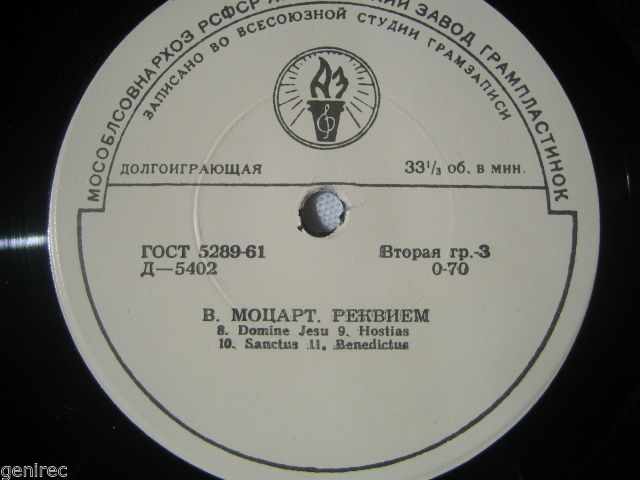 МОСОБЛСОВНАРХОЗ РСФСР ЗАВОД ГРАМПЛАСТИНОК
ЗАПИСАНО ВО ВСЕСОЮЗНОЙ СТУДИИ ГРАМЗАПИСИ
АЗ
ДОЛГОИГРАЮЩАЯ 33 1/3 об. в мин.
ГОСТ 5289-61 Вторая гр.-3
Д—5402 0-70
В. МОЦАРТ. РЕКВИЕМ
8. Domine Jesu 9. Hostias
10. Sanctus 11. Benedictus
genirec